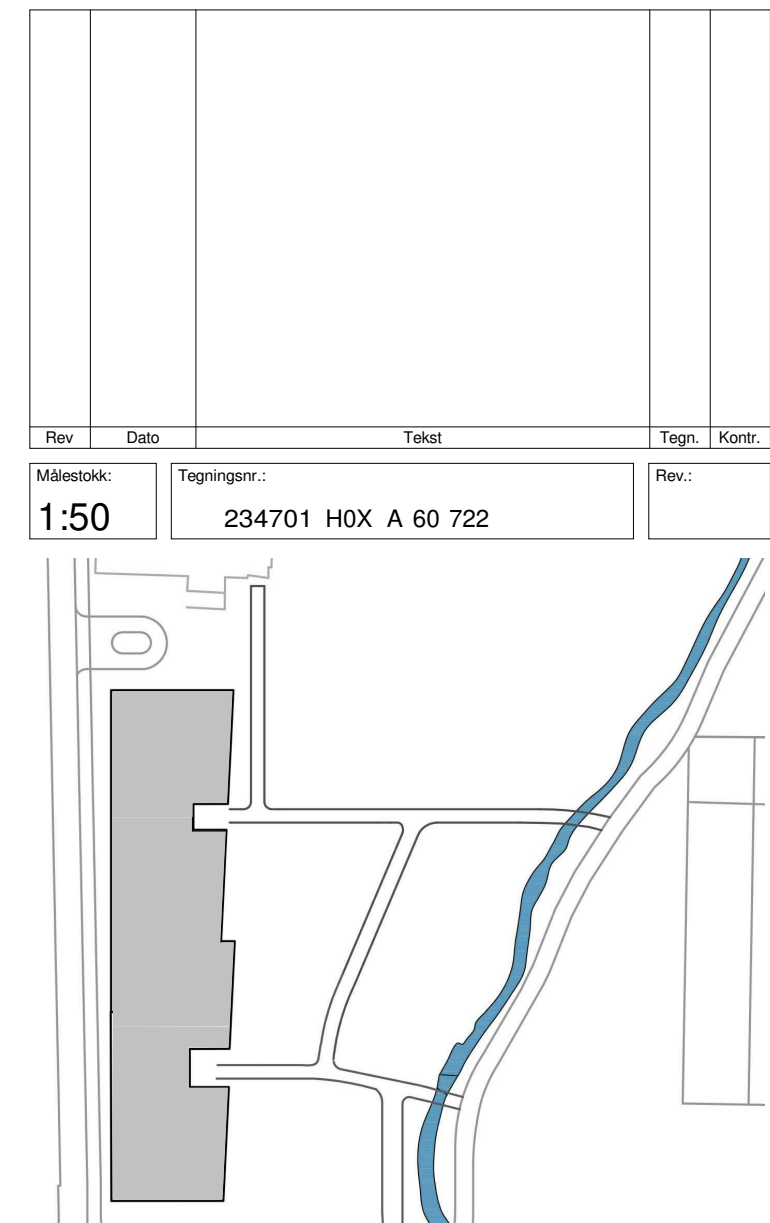 Rev Dato Tekst Tegn. Kontr.
Målestokk: Tegningsnr.: Rev.:
1:50 234701 H0X A 60 722